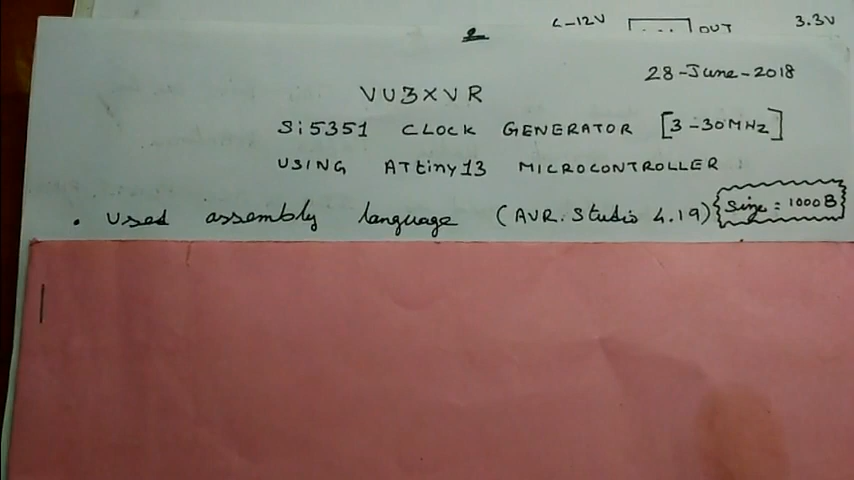 L-12V ... OUT 3.3V
28-June-2018
VU3XVR
Si5351 CLOCK GENERATOR [3-30MHz]
USING ATtiny13 MICROCONTROLLER
. Used assembly language (AVR. Studio 4.19) {Size = 1000B}